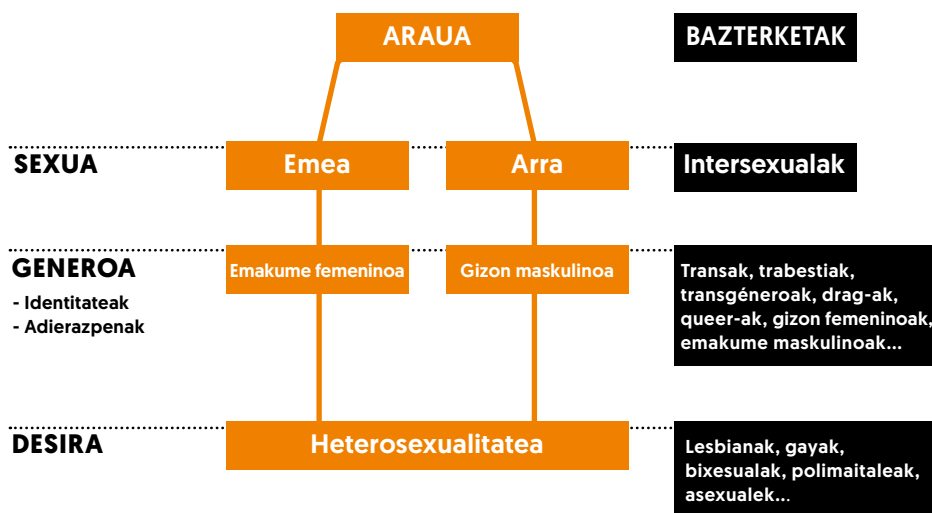 ARAUA
BAZTERKETAK
SEXUA
Emea
Arra
Intersexualak
GENEROA
- Identitateak
- Adierazpenak
Emakume femeninoa
Gizon maskulinoa
Transak, trabestiak,
transgéneroak, drag-ak,
queer-ak, gizon femeninoak,
emakume maskulinoak...
DESIRA
Heterosexualitatea
Lesbianak, gayak,
bixesualak, polimaitaleak,
asexualek...